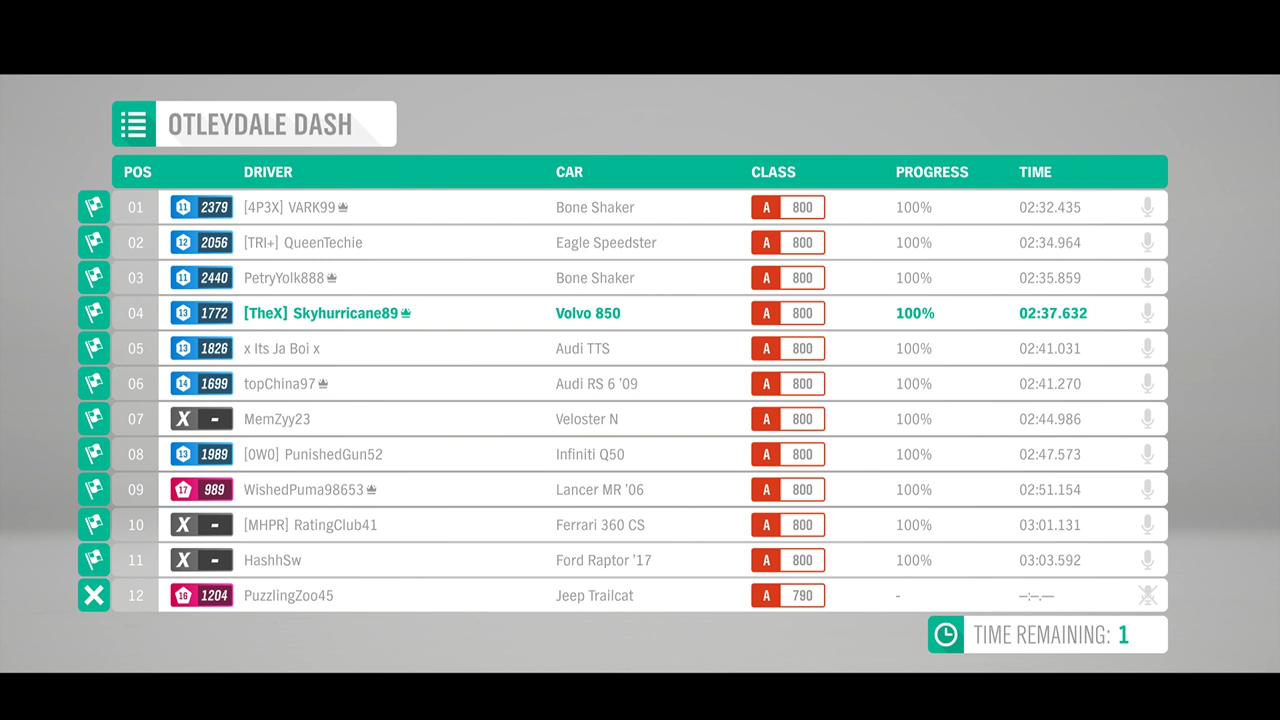 OTLEYDALE DASH
POS DRIVER CAR CLASS PROGRESS TIME
01 11 2379 [4P3X] VARK99 Bone Shaker A 800 100% 02:32.435
02 12 2056 [TRI+] QueenTechie Eagle Speedster A 800 100% 02:34.964
03 11 2440 PetryYolk888 Bone Shaker A 800 100% 02:35.859
04 13 1772 [TheX] Skyhurricane89 Volvo 850 A 800 100% 02:37.632
05 13 1826 x Its Ja Boi x Audi TTS A 800 100% 02:41.031
06 14 1699 topChina97 Audi RS 6 '09 A 800 100% 02:41.270
07 X - MemZyy23 Veloster N A 800 100% 02:44.986
08 13 1989 [0W0] PunishedGun52 Infiniti Q50 A 800 100% 02:47.573
09 17 989 WishedPuma98653 Lancer MR '06 A 800 100% 02:51.154
10 X - [MHPR] RatingClub41 Ferrari 360 CS A 800 100% 03:01.131
11 X - HashhSw Ford Raptor '17 A 800 100% 03:03.592
12 16 1204 PuzzlingZoo45 Jeep Trailcat A 790 - --:--.---
TIME REMAINING: 1